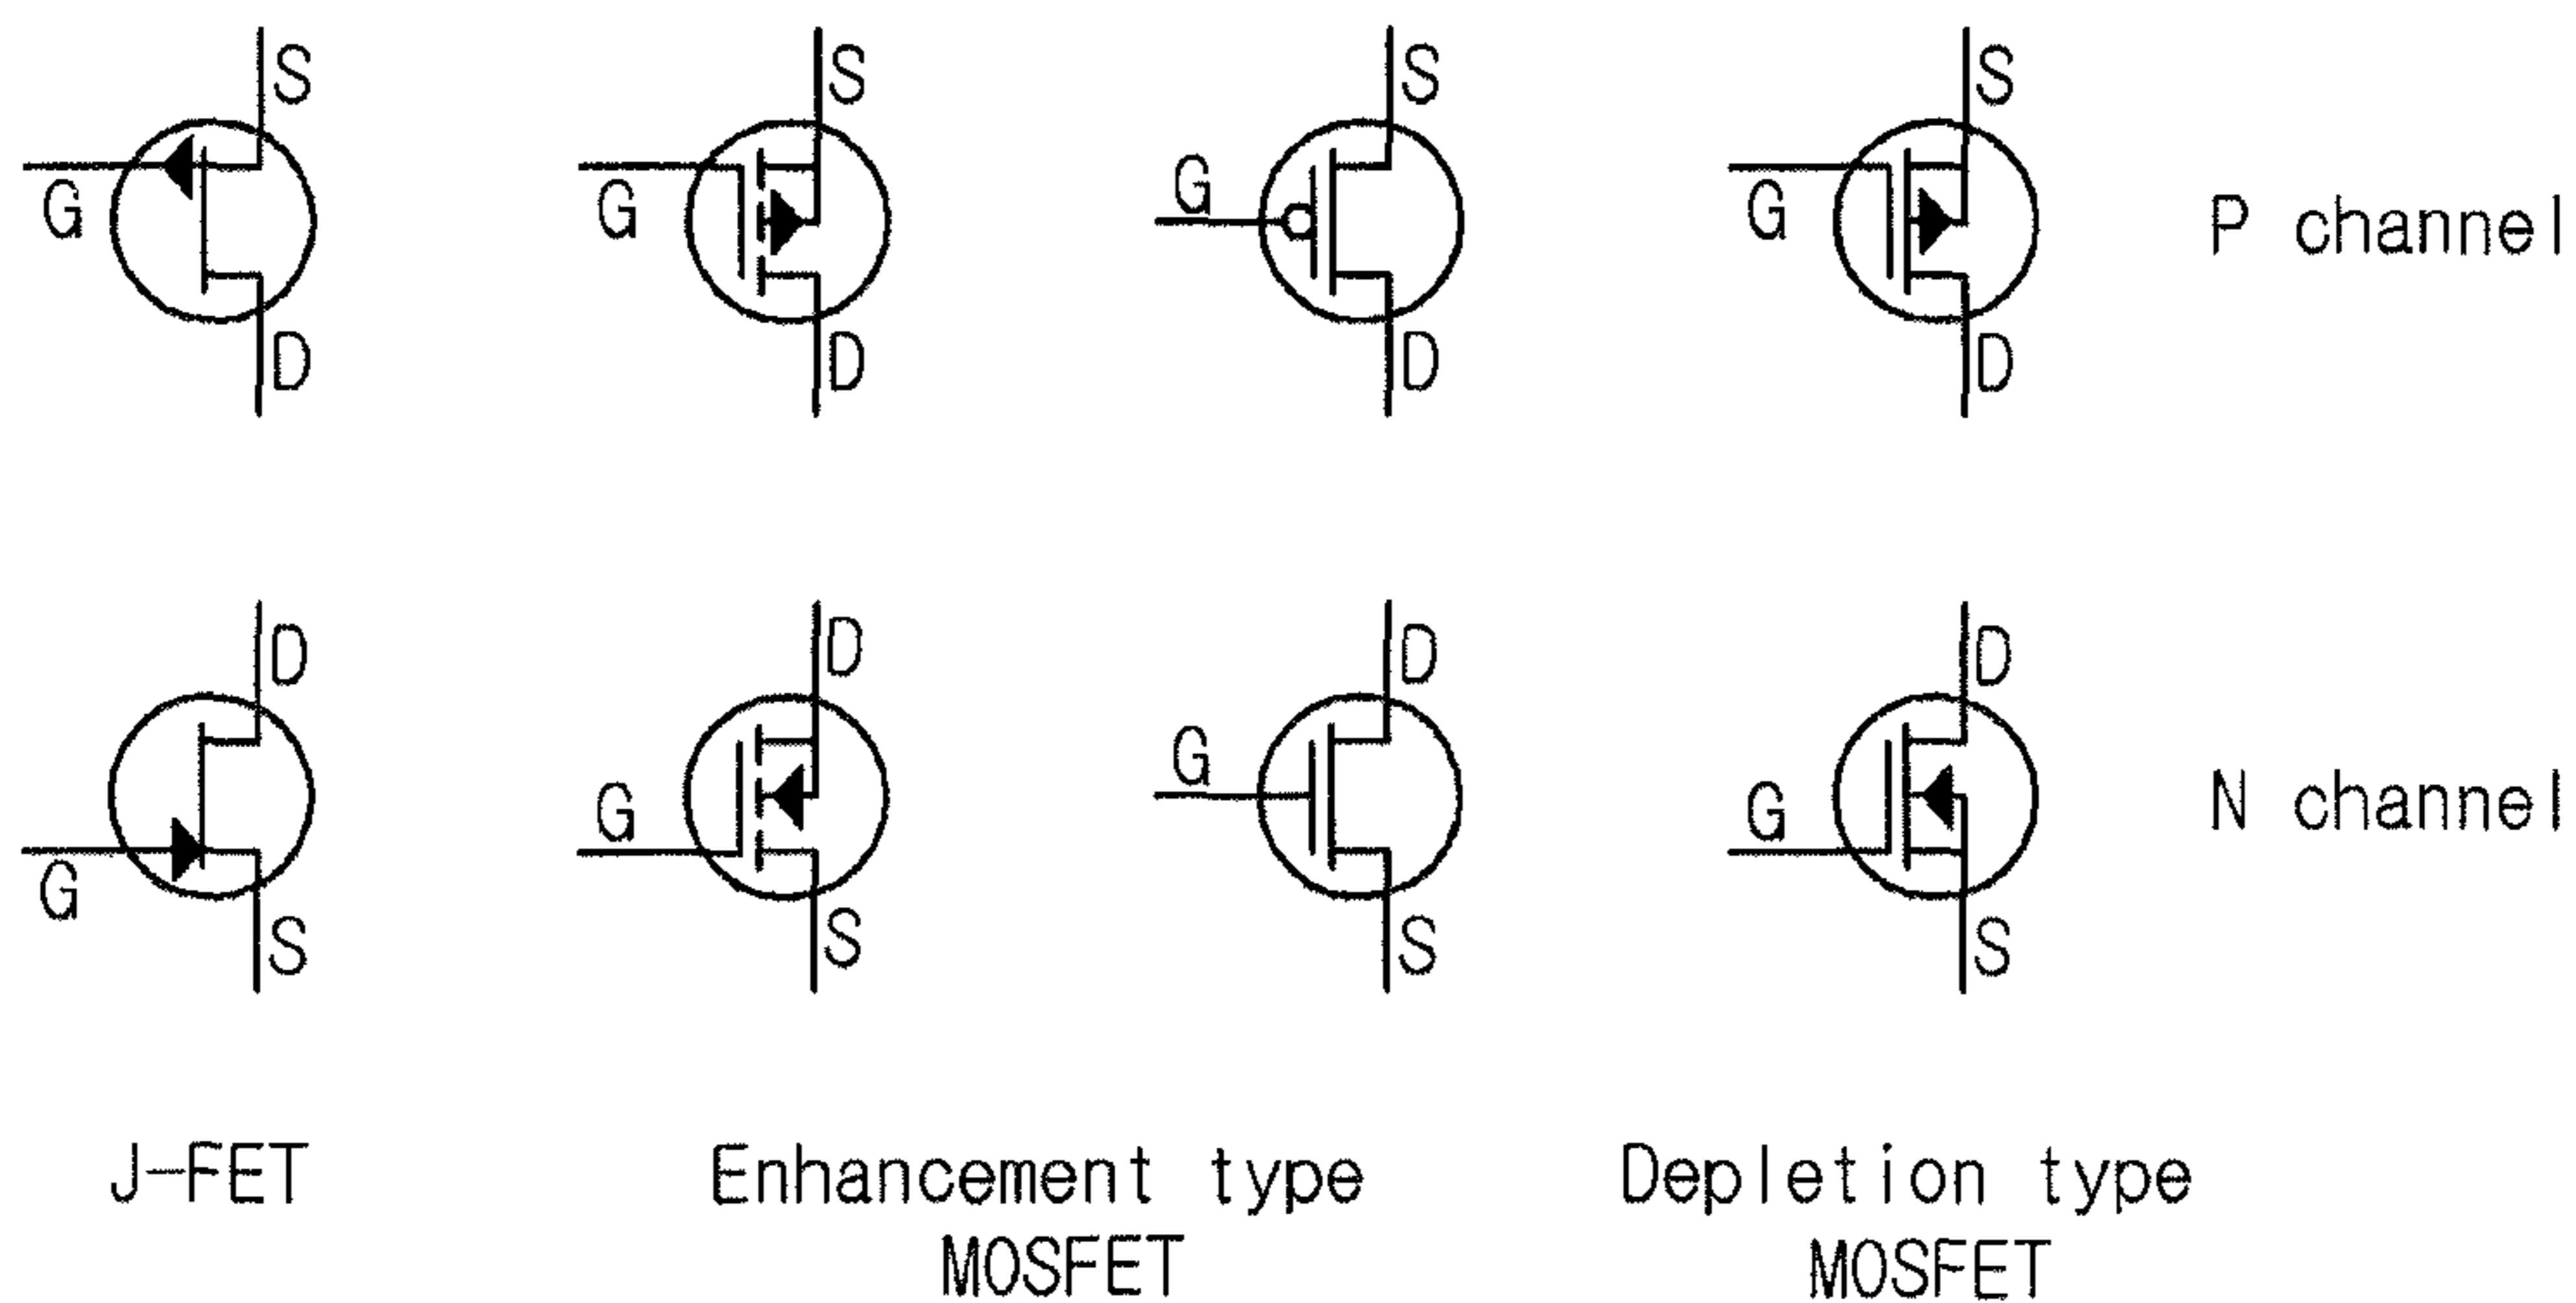 S S S S
G G G G P channel
D D D D
D D D D
G G G G N channel
S S S S
J-FET Enhancement type Depletion type
MOSFET MOSFET